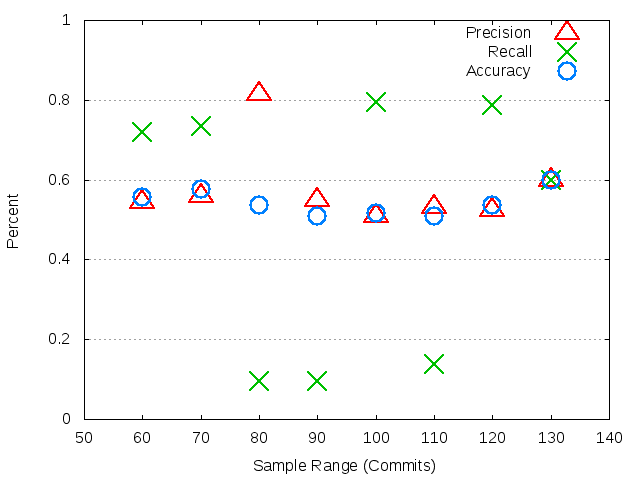 1
0.8
0.6
0.4
0.2
0
50 60 70 80 90 100 110 120 130 140
Percent
Sample Range (Commits)
Precision
Recall
Accuracy